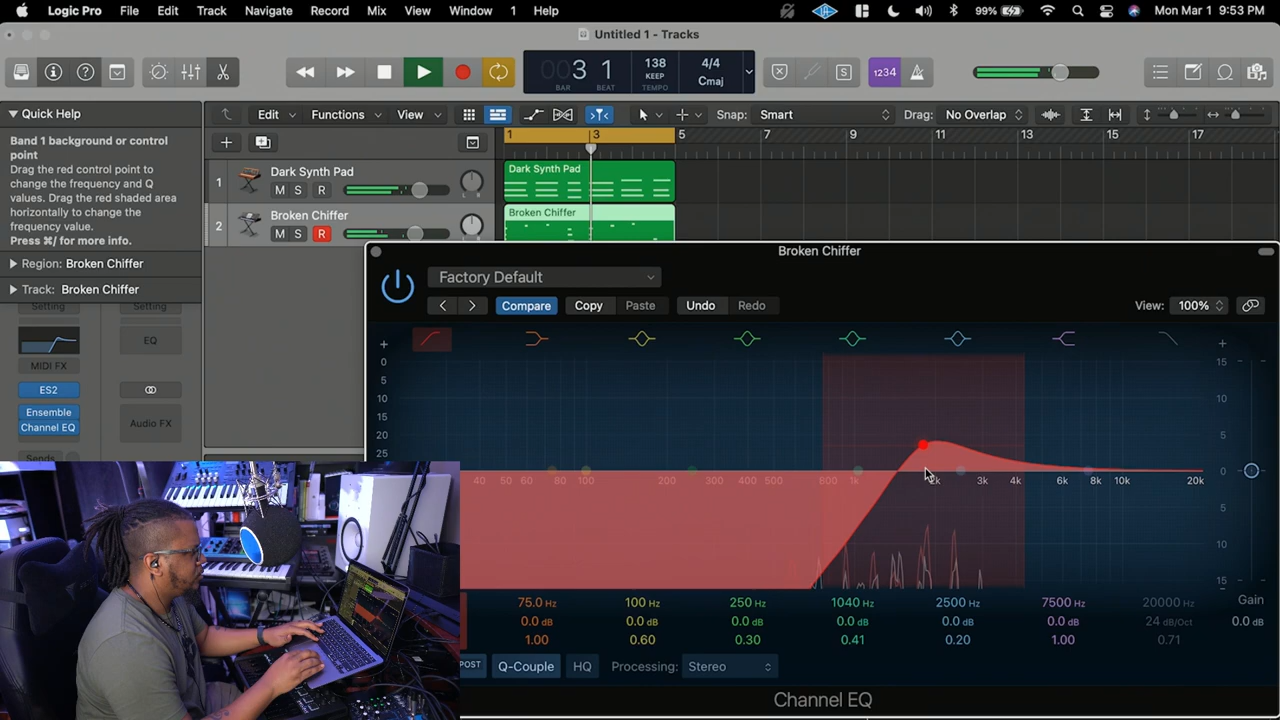 Logic Pro File Edit Track Navigate Record Mix View Window 1 Help 99% Mon Mar 1 9:53 PM
Untitled 1 - Tracks
003 1 138 4/4
KEEP Cmaj
BAR BEAT TEMPO
1234
Quick Help
Edit Functions View Snap: Smart Drag: No Overlap
Band 1 background or control
point
Drag the red control point to
change the frequency and Q
values. Drag the red shaded area
horizontally to change the
frequency value.
Press ⌘/ for more info.
Region: Broken Chiffer
Track: Broken Chiffer
1 3 5 7 9 11 13 15 17
1 Dark Synth Pad
M S R
Dark Synth Pad
2 Broken Chiffer
M S R
Broken Chiffer
Setting Setting
EQ
MIDI FX
ES2
Ensemble
Channel EQ
Audio FX
Sends
Broken Chiffer
Factory Default
Compare Copy Paste Undo Redo View: 100%
+ +
0 15
5
10 10
15
20 5
25
0
5
10
15
40 50 60 80 100 200 300 400 500 800 1k 2k 3k 4k 6k 8k 10k 20k
75.0 Hz 100 Hz 250 Hz 1040 Hz 2500 Hz 7500 Hz 20000 Hz Gain
0.0 dB 0.0 dB 0.0 dB 0.0 dB 0.0 dB 0.0 dB 24 dB/Oct 0.0 dB
1.00 0.60 0.30 0.41 0.20 1.00 0.71
POST Q-Couple HQ Processing: Stereo
Channel EQ